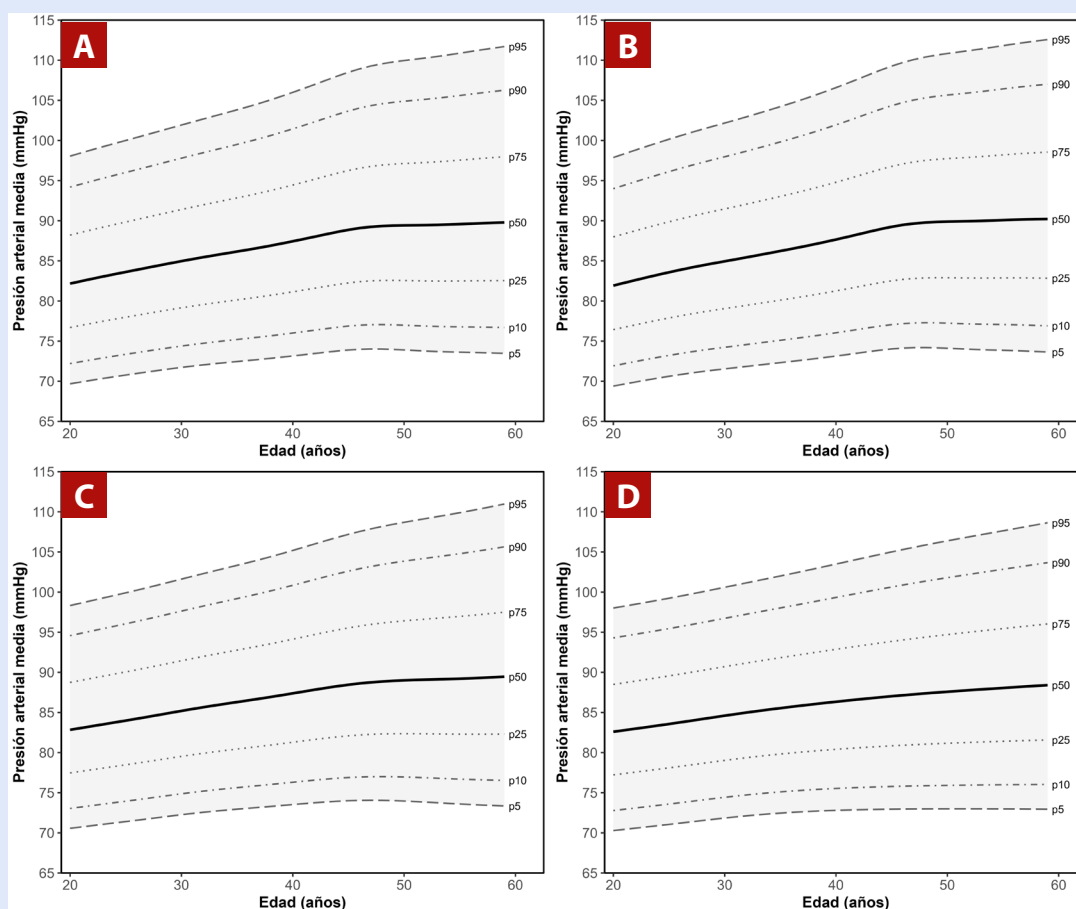 A
Presión arterial media (mmHg)
115
110
105
100
95
90
85
80
75
70
65
p95
p90
p75
p50
p25
p10
p5
20 30 40 50 60
Edad (años)
B
Presión arterial media (mmHg)
115
110
105
100
95
90
85
80
75
70
65
p95
p90
p75
p50
p25
p10
p5
20 30 40 50 60
Edad (años)
C
Presión arterial media (mmHg)
115
110
105
100
95
90
85
80
75
70
65
p95
p90
p75
p50
p25
p10
p5
20 30 40 50 60
Edad (años)
D
Presión arterial media (mmHg)
115
110
105
100
95
90
85
80
75
70
65
p95
p90
p75
p50
p25
p10
p5
20 30 40 50 60
Edad (años)